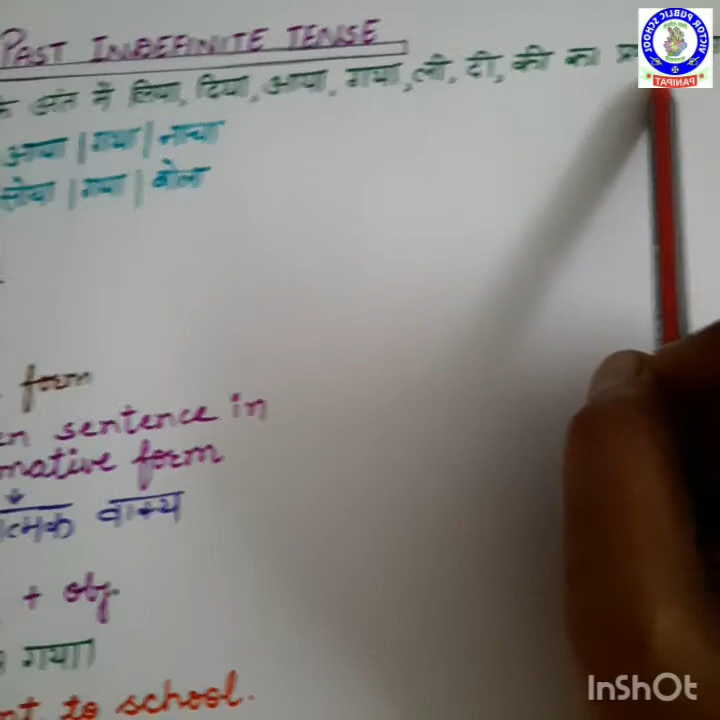 PAST INDEFINITE TENSE
के अंत में लिया, दिया, आया, गया, ली, दी, की का
आया | गया | नाचा
सोया | गया | बोला
form
sentence in
form
वाक्य
+ obj
गया।
to school.
VICTOR PUBLIC SCHOOL
PANIPAT
InShOt